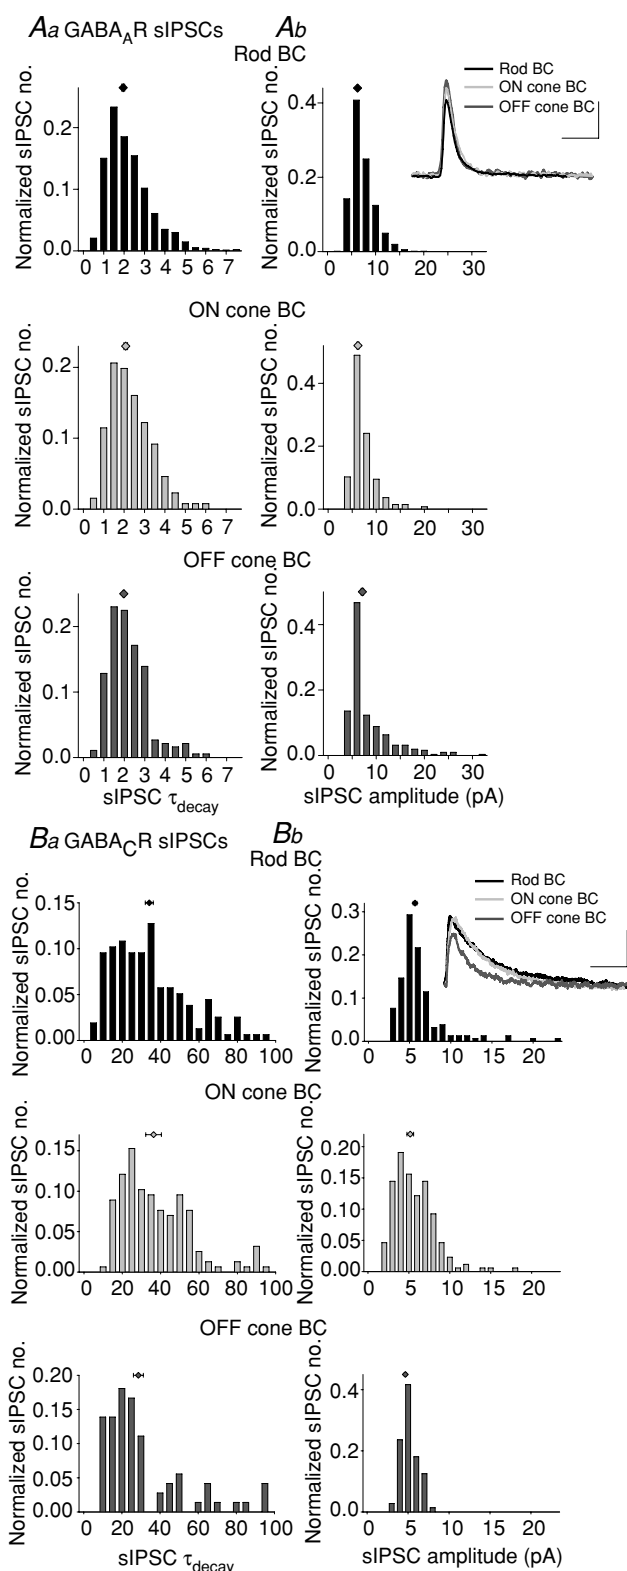 Aa GABA_AR sIPSCs Ab
Rod BC
Rod BC
ON cone BC
OFF cone BC
Normalized sIPSC no.
0.2
0.1
0.0
0 1 2 3 4 5 6 7
Normalized sIPSC no.
0.4
0.2
0.0
0 10 20 30
ON cone BC
Normalized sIPSC no.
0.2
0.1
0.0
0 1 2 3 4 5 6 7
Normalized sIPSC no.
0.4
0.2
0.0
0 10 20 30
OFF cone BC
Normalized sIPSC no.
0.2
0.1
0.0
0 1 2 3 4 5 6 7
sIPSC τ_decay
Normalized sIPSC no.
0.4
0.2
0.0
0 10 20 30
sIPSC amplitude (pA)
Ba GABA_CR sIPSCs Bb
Rod BC
Rod BC
ON cone BC
OFF cone BC
Normalized sIPSC no.
0.15
0.10
0.05
0.00
0 20 40 60 80 100
Normalized sIPSC no.
0.3
0.2
0.1
0.0
0 5 10 15 20
ON cone BC
Normalized sIPSC no.
0.15
0.10
0.05
0.00
0 20 40 60 80 100
Normalized sIPSC no.
0.20
0.15
0.10
0.05
0.00
0 5 10 15 20
OFF cone BC
Normalized sIPSC no.
0.20
0.15
0.10
0.05
0.00
0 20 40 60 80 100
sIPSC τ_decay
Normalized sIPSC no.
0.4
0.2
0.0
0 5 10 15 20
sIPSC amplitude (pA)